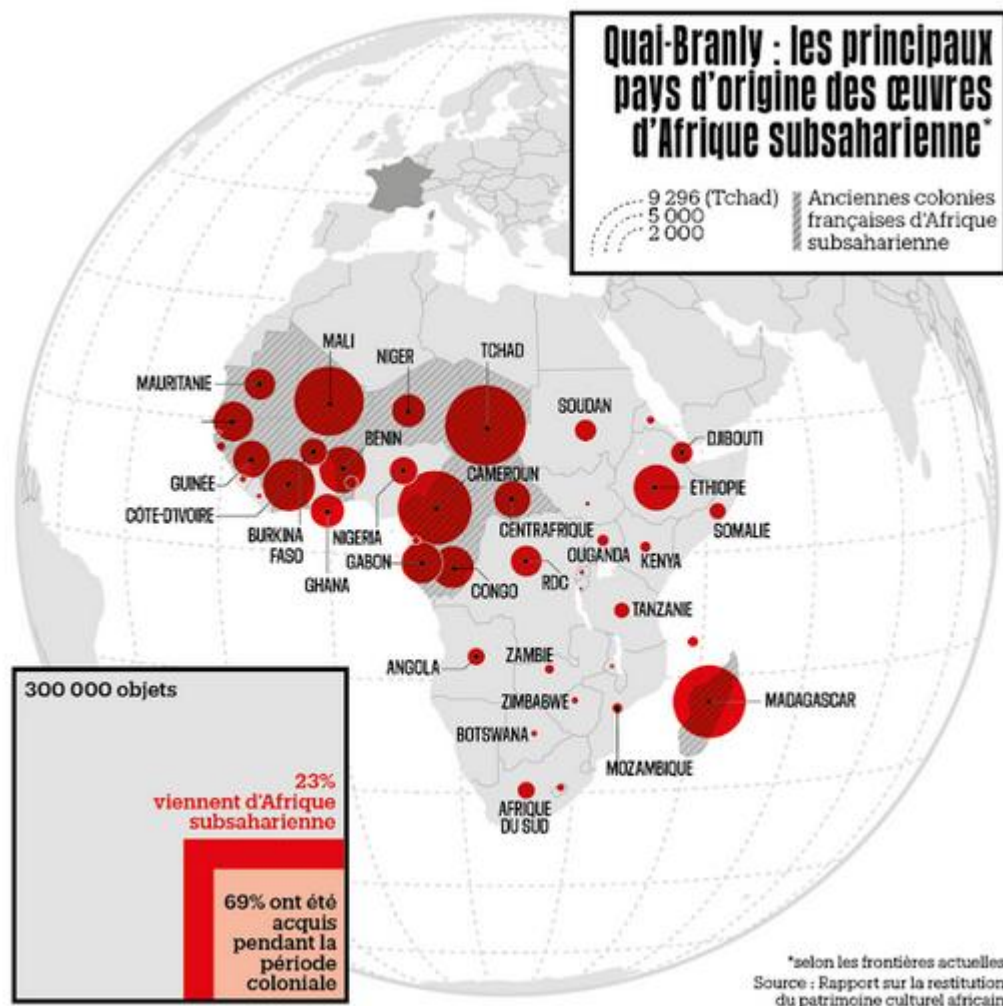 Quai-Branly : les principaux
pays d'origine des œuvres
d'Afrique subsaharienne*
9 296 (Tchad)
5 000
2 000
Anciennes colonies
françaises d'Afrique
subsaharienne
MALI
NIGER
TCHAD
MAURITANIE
SOUDAN
DJIBOUTI
BÉNIN
GUINÉE
CAMEROUN
ÉTHIOPIE
CÔTE-D'IVOIRE
CENTRAFRIQUE
SOMALIE
BURKINA
FASO
NIGERIA
OUGANDA
KENYA
GABON
GHANA
CONGO
RDC
TANZANIE
ANGOLA
ZAMBIE
ZIMBABWE
MADAGASCAR
BOTSWANA
MOZAMBIQUE
AFRIQUE
DU SUD
300 000 objets
23%
viennent d'Afrique
subsaharienne
69% ont été
acquis
pendant la
période
coloniale
*selon les frontières actuelles
Source : Rapport sur la restitution
du patrimoine culturel africain